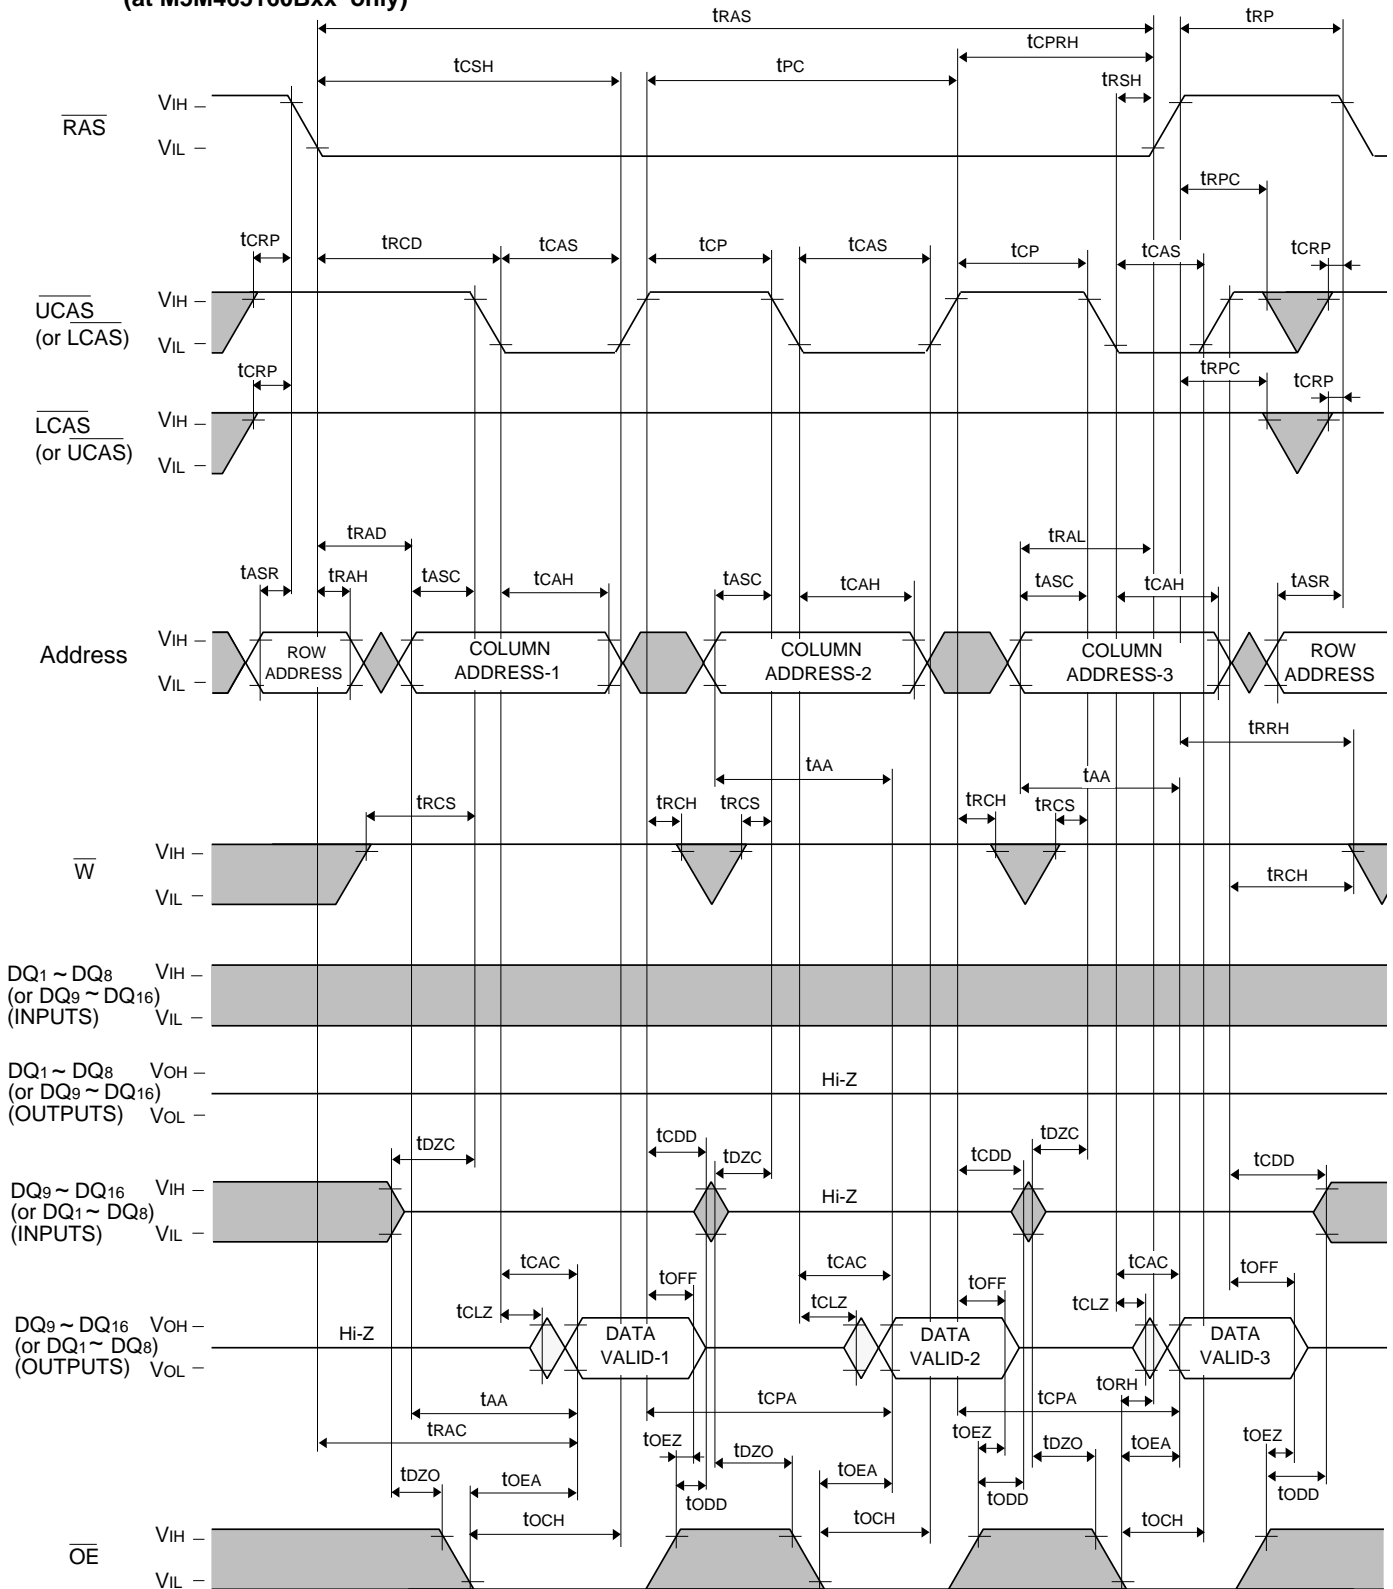 (at M5M465160Bxx only)
tRAS
tRP
tCPRH
tCSH
tPC
tRSH
RAS
VIH
VIL
tRPC
tCRP
tRCD
tCAS
tCP
tCAS
tCP
tCAS
tCRP
UCAS
(or LCAS)
VIH
VIL
tCRP
tRPC
tCRP
LCAS
(or UCAS)
VIH
VIL
tRAD
tRAL
tASR
tRAH
tASC
tCAH
tASC
tCAH
tASC
tCAH
tASR
Address
VIH
VIL
ROW
ADDRESS
COLUMN
ADDRESS-1
COLUMN
ADDRESS-2
COLUMN
ADDRESS-3
ROW
ADDRESS
tRRH
tAA
tAA
tRCS
tRCH
tRCS
tRCH
tRCS
W
VIH
VIL
tRCH
DQ1 ~ DQ8
(or DQ9 ~ DQ16)
(INPUTS)
VIH
VIL
DQ1 ~ DQ8
(or DQ9 ~ DQ16)
(OUTPUTS)
VOH
VOL
Hi-Z
tDZC
tCDD
tDZC
tCDD
tDZC
tCDD
DQ9 ~ DQ16
(or DQ1 ~ DQ8)
(INPUTS)
VIH
VIL
Hi-Z
tCAC
tOFF
tCAC
tOFF
tCAC
tOFF
tCLZ
tCLZ
tCLZ
DQ9 ~ DQ16
(or DQ1 ~ DQ8)
(OUTPUTS)
VOH
VOL
Hi-Z
DATA
VALID-1
DATA
VALID-2
DATA
VALID-3
tORH
tAA
tCPA
tCPA
tRAC
tOEZ
tOEZ
tOEZ
tDZO
tOEA
tDZO
tOEA
tDZO
tOEA
tODD
tODD
tODD
tOCH
tOCH
tOCH
OE
VIH
VIL